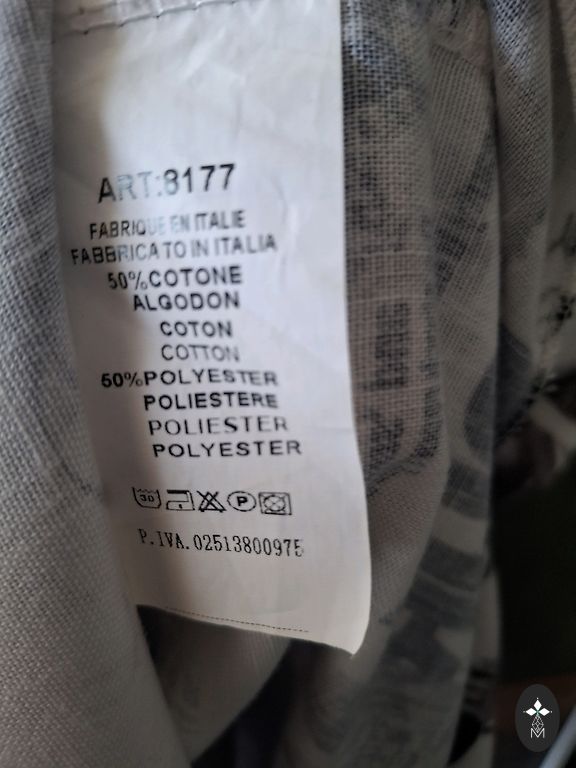 ART:8177
FABRIQUE EN ITALIE
FABBRICATO IN ITALIA
50%COTONE
ALGODON
COTON
COTTON
50%POLYESTER
POLIESTERE
POLIESTER
POLYESTER
30 P
P.IVA.02513800975
M